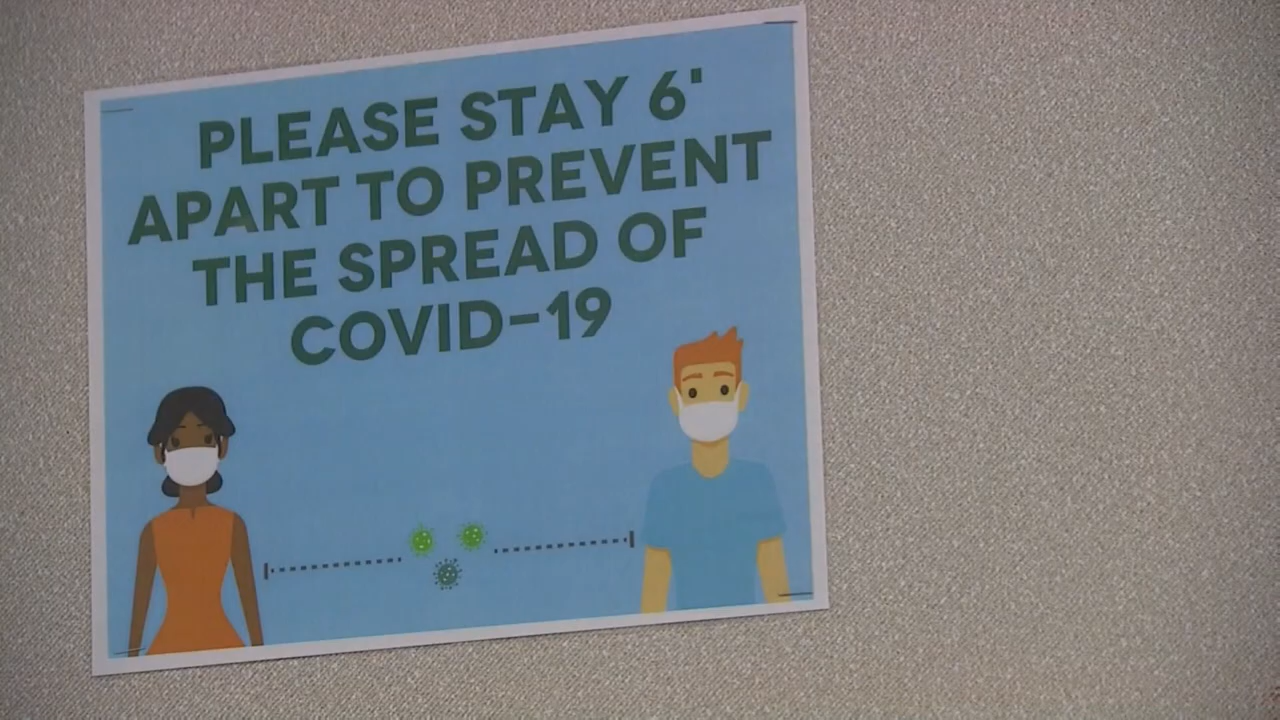 PLEASE STAY 6'
APART TO PREVENT
THE SPREAD OF
COVID-19